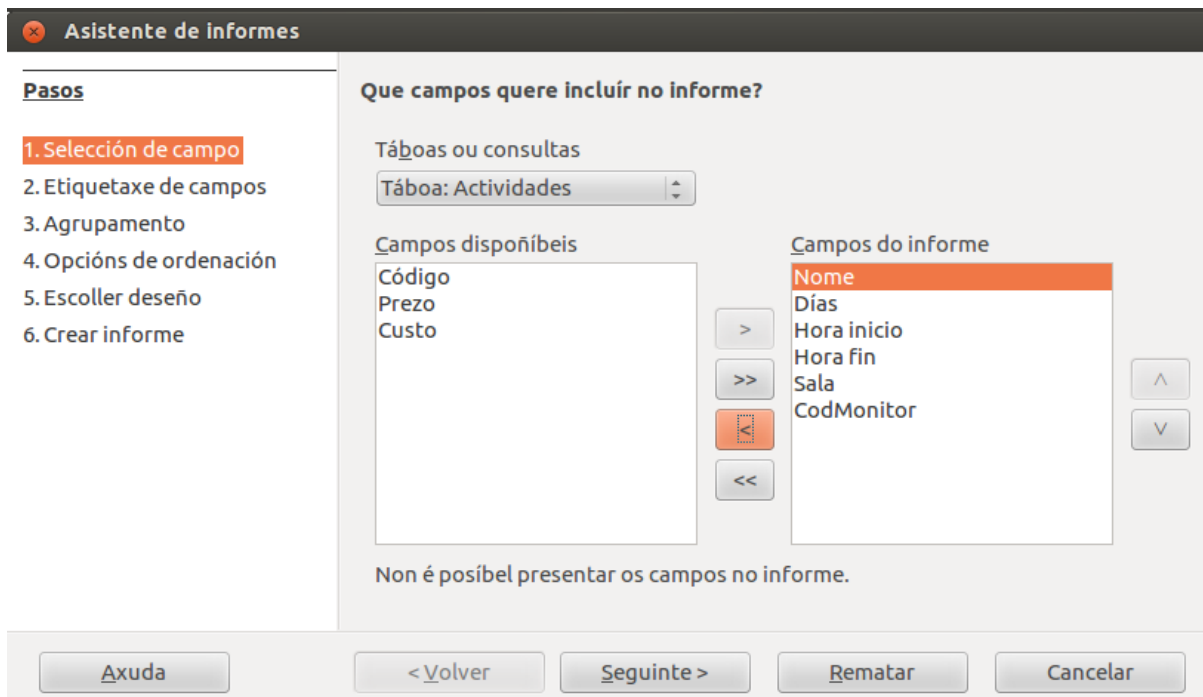 Asistente de informes
Pasos
1. Selección de campo
2. Etiquetaxe de campos
3. Agrupamento
4. Opcións de ordenación
5. Escoller deseño
6. Crear informe
Que campos quere incluír no informe?
Táboas ou consultas
Táboa: Actividades
Campos dispoñíbeis
Código
Prezo
Custo
>
>>
<
<<
Campos do informe
Nome
Días
Hora inicio
Hora fin
Sala
CodMonitor
^
v
Non é posíbel presentar os campos no informe.
Axuda
< Volver
Seguinte >
Rematar
Cancelar